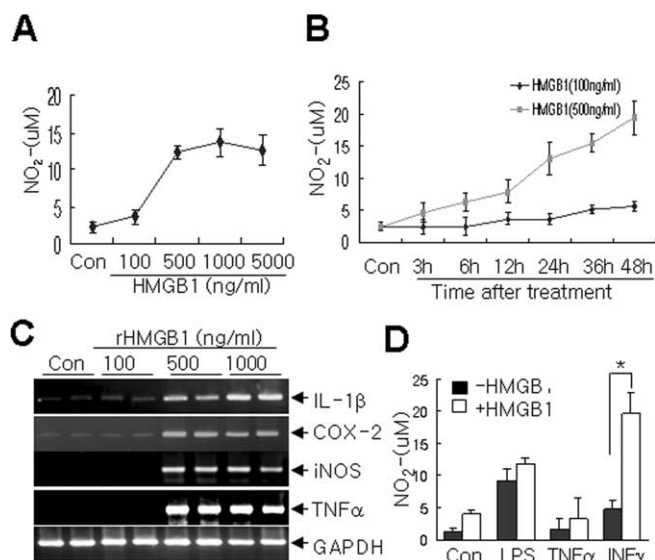 A
NO₂-(uM)
20
15
10
5
0
Con 100 500 1000 5000
HMGB1 (ng/ml)
B
NO₂-(uM)
25
20
15
10
5
0
HMGB1(100ng/ml)
HMGB1(500ng/ml)
Con 3h 6h 12h 24h 36h 48h
Time after treatment
C
rHMGB1 (ng/ml)
Con 100 500 1000
IL-1β
COX-2
iNOS
TNFα
GAPDH
D
NO₂-(uM)
25
20
15
10
5
0
-HMGB1
+HMGB1
*
Con LPS TNFα INFγ